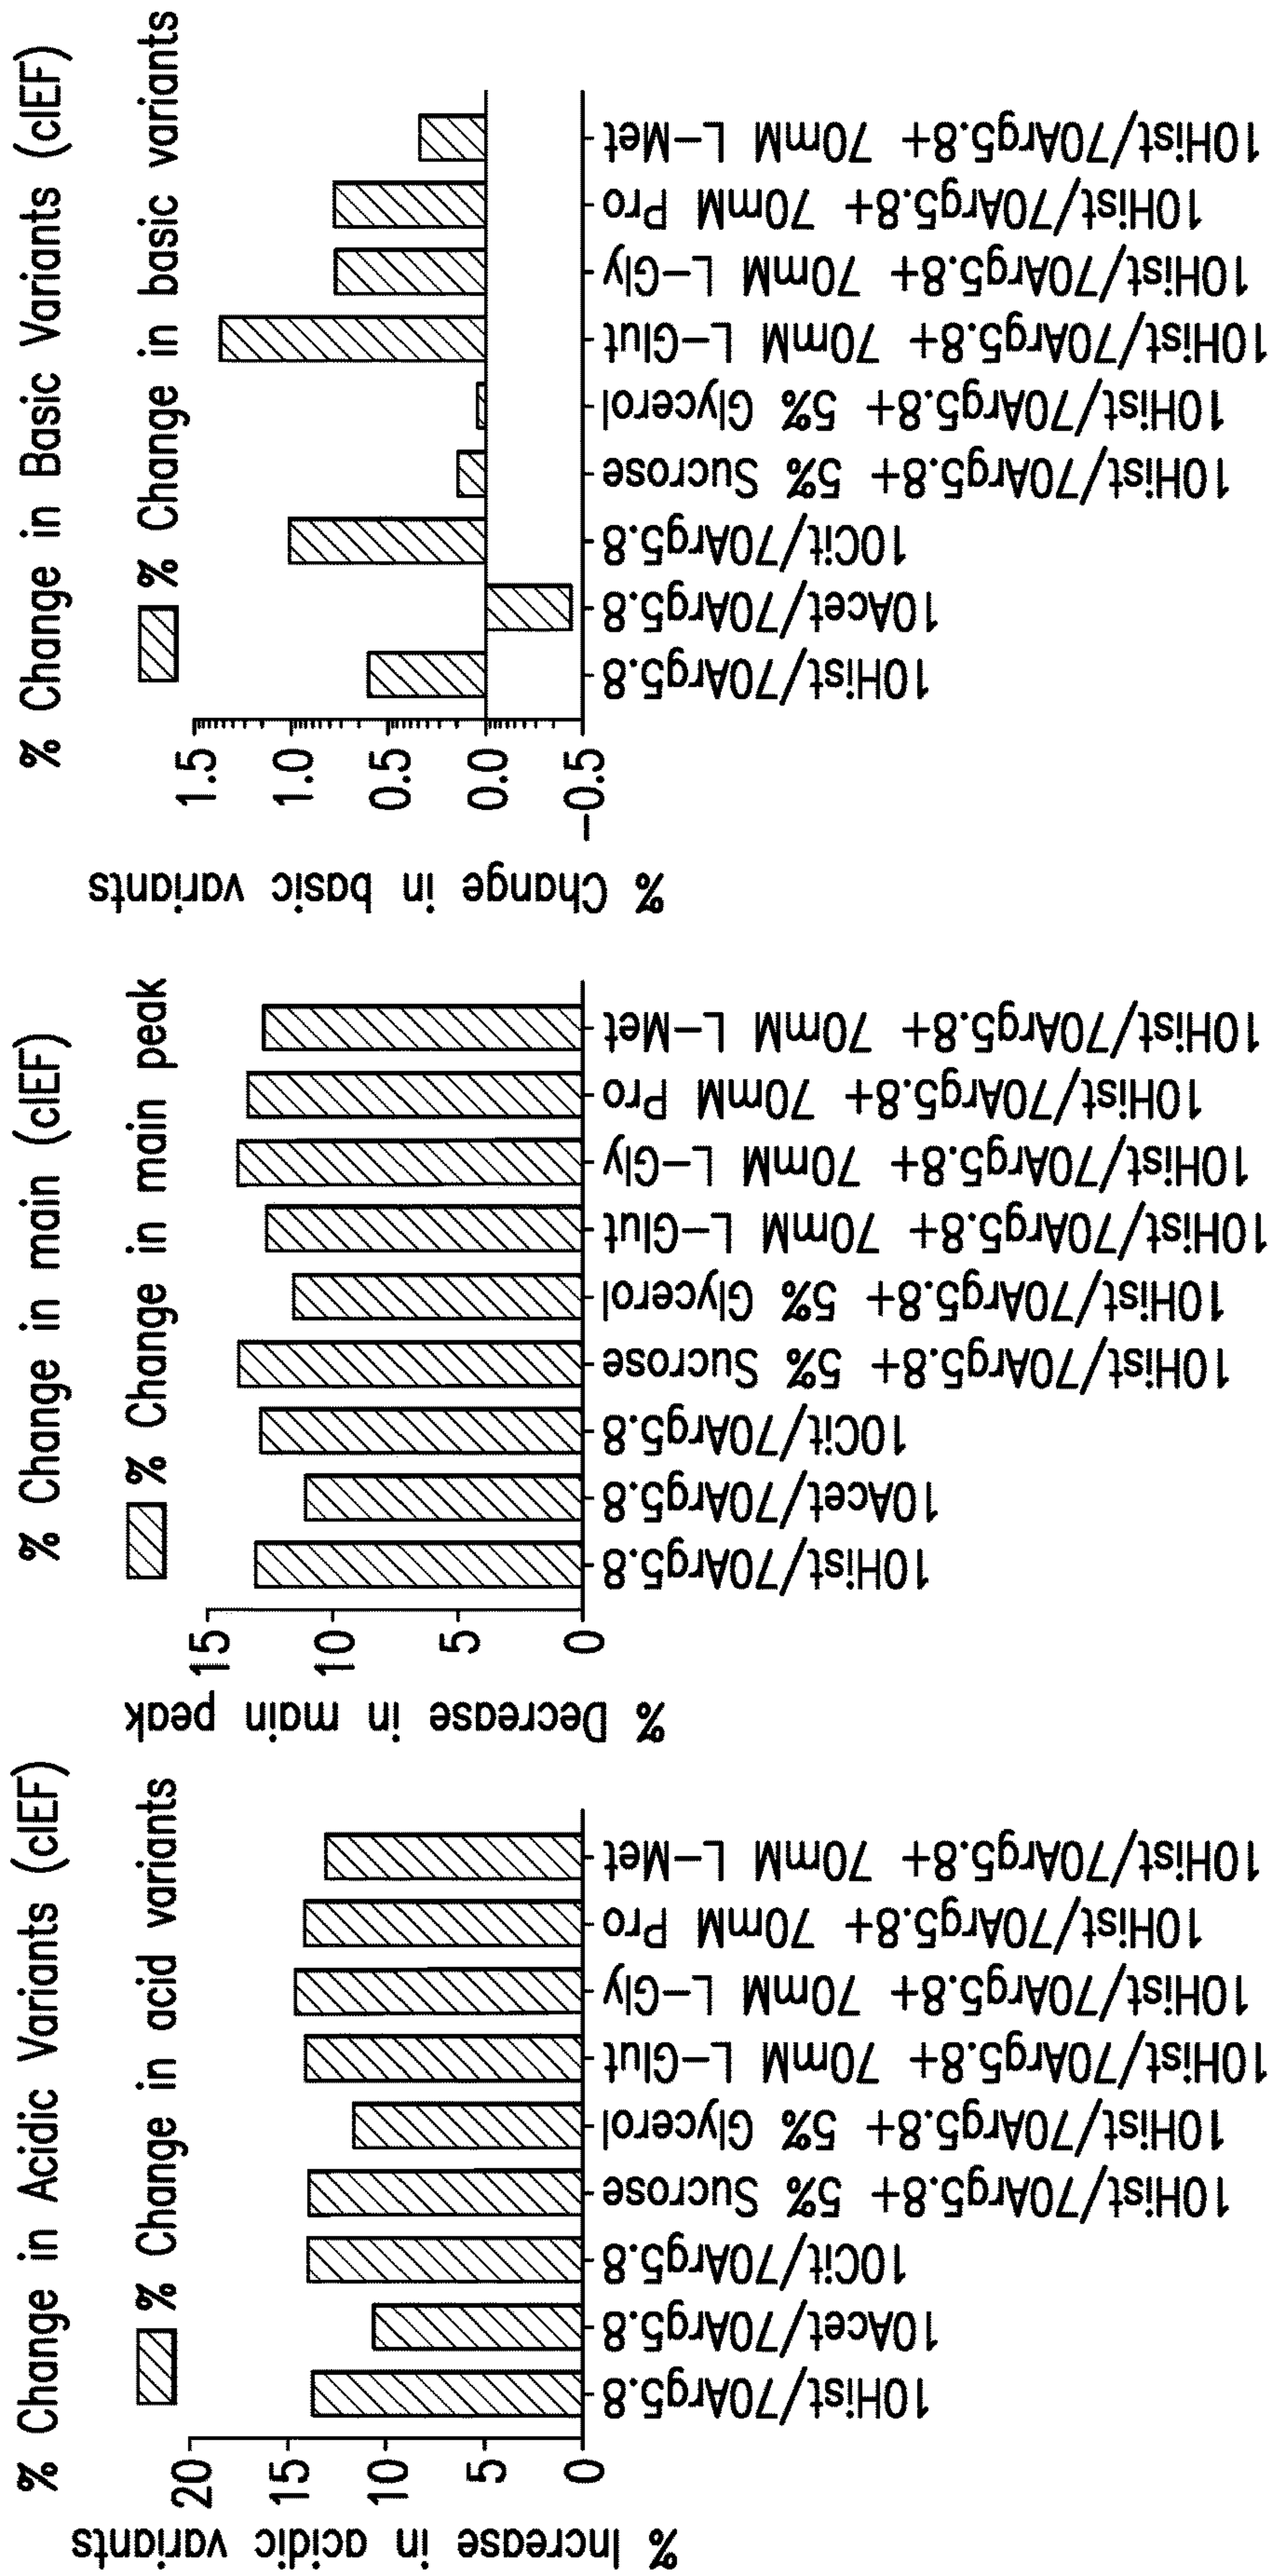 % Change in Acidic Variants (cIEF)
% Change in acid variants
% Increase in acidic variants
20
15
10
5
0
10Hist/70Arg5.8
10Acet/70Arg5.8
10Cit/70Arg5.8
10Hist/70Arg5.8+ 5% Sucrose
10Hist/70Arg5.8+ 5% Glycerol
10Hist/70Arg5.8+ 70mM L-Glut
10Hist/70Arg5.8+ 70mM L-Gly
10Hist/70Arg5.8+ 70mM Pro
10Hist/70Arg5.8+ 70mM L-Met
% Change in main (cIEF)
% Change in main peak
% Decrease in main peak
15
10
5
0
10Hist/70Arg5.8
10Acet/70Arg5.8
10Cit/70Arg5.8
10Hist/70Arg5.8+ 5% Sucrose
10Hist/70Arg5.8+ 5% Glycerol
10Hist/70Arg5.8+ 70mM L-Glut
10Hist/70Arg5.8+ 70mM L-Gly
10Hist/70Arg5.8+ 70mM Pro
10Hist/70Arg5.8+ 70mM L-Met
% Change in Basic Variants (cIEF)
% Change in basic variants
% Change in basic variants
1.5
1.0
0.5
0.0
-0.5
10Hist/70Arg5.8
10Acet/70Arg5.8
10Cit/70Arg5.8
10Hist/70Arg5.8+ 5% Sucrose
10Hist/70Arg5.8+ 5% Glycerol
10Hist/70Arg5.8+ 70mM L-Glut
10Hist/70Arg5.8+ 70mM L-Gly
10Hist/70Arg5.8+ 70mM Pro
10Hist/70Arg5.8+ 70mM L-Met